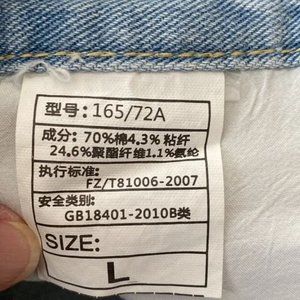 型号: 165/72A
成分: 70%棉4.3%粘纤
24.6%聚酯纤维1.1%氨纶
执行标准:
FZ/T81006-2007
安全类别:
GB18401-2010B类
SIZE:
L